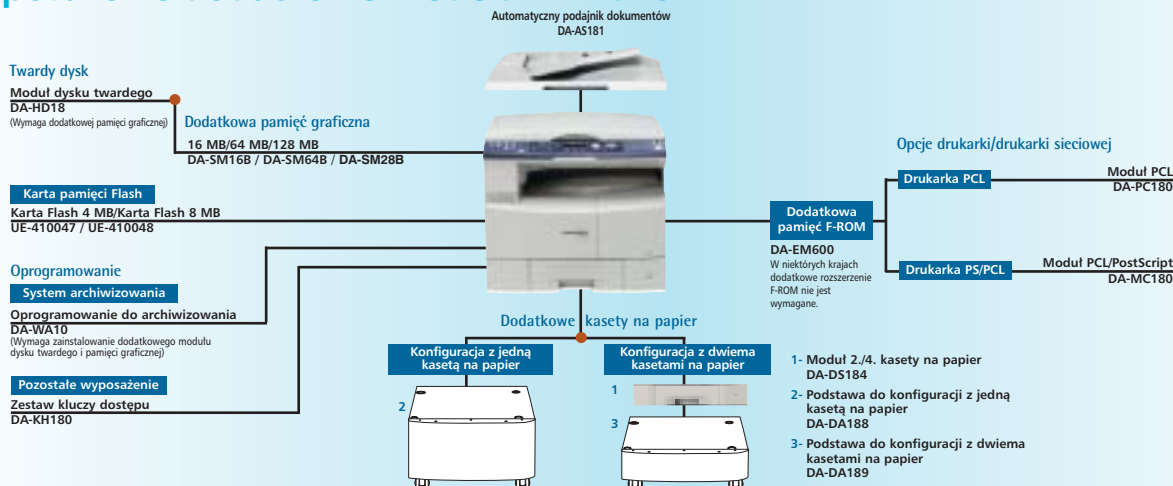 Automatyczny podajnik dokumentów
DA-AS181
Twardy dysk
Moduł dysku twardego
DA-HD18
(Wymaga dodatkowej pamięci graficznej)
Dodatkowa pamięć graficzna
16 MB/64 MB/128 MB
DA-SM16B / DA-SM64B / DA-SM28B
Karta pamięci Flash
Karta Flash 4 MB/Karta Flash 8 MB
UE-410047 / UE-410048
Oprogramowanie
System archiwizowania
Oprogramowanie do archiwizowania
DA-WA10
(Wymaga zainstalowanie dodatkowego modułu
dysku twardego i pamięci graficznej)
Pozostałe wyposażenie
Zestaw kluczy dostępu
DA-KH180
Opcje drukarki/drukarki sieciowej
Drukarka PCL
Moduł PCL
DA-PC180
Dodatkowa
pamięć F-ROM
DA-EM600
W niektórych krajach
dodatkowe rozszerzenie
F-ROM nie jest
wymagane.
Drukarka PS/PCL
Moduł PCL/PostScript
DA-MC180
Dodatkowe kasety na papier
Konfiguracja z jedną
kasetą na papier
Konfiguracja z dwiema
kasetami na papier
1
2
3
1- Moduł 2./4. kasety na papier
DA-DS184
2- Podstawa do konfiguracji z jedną
kasetą na papier
DA-DA188
3- Podstawa do konfiguracji z dwiema
kasetami na papier
DA-DA189